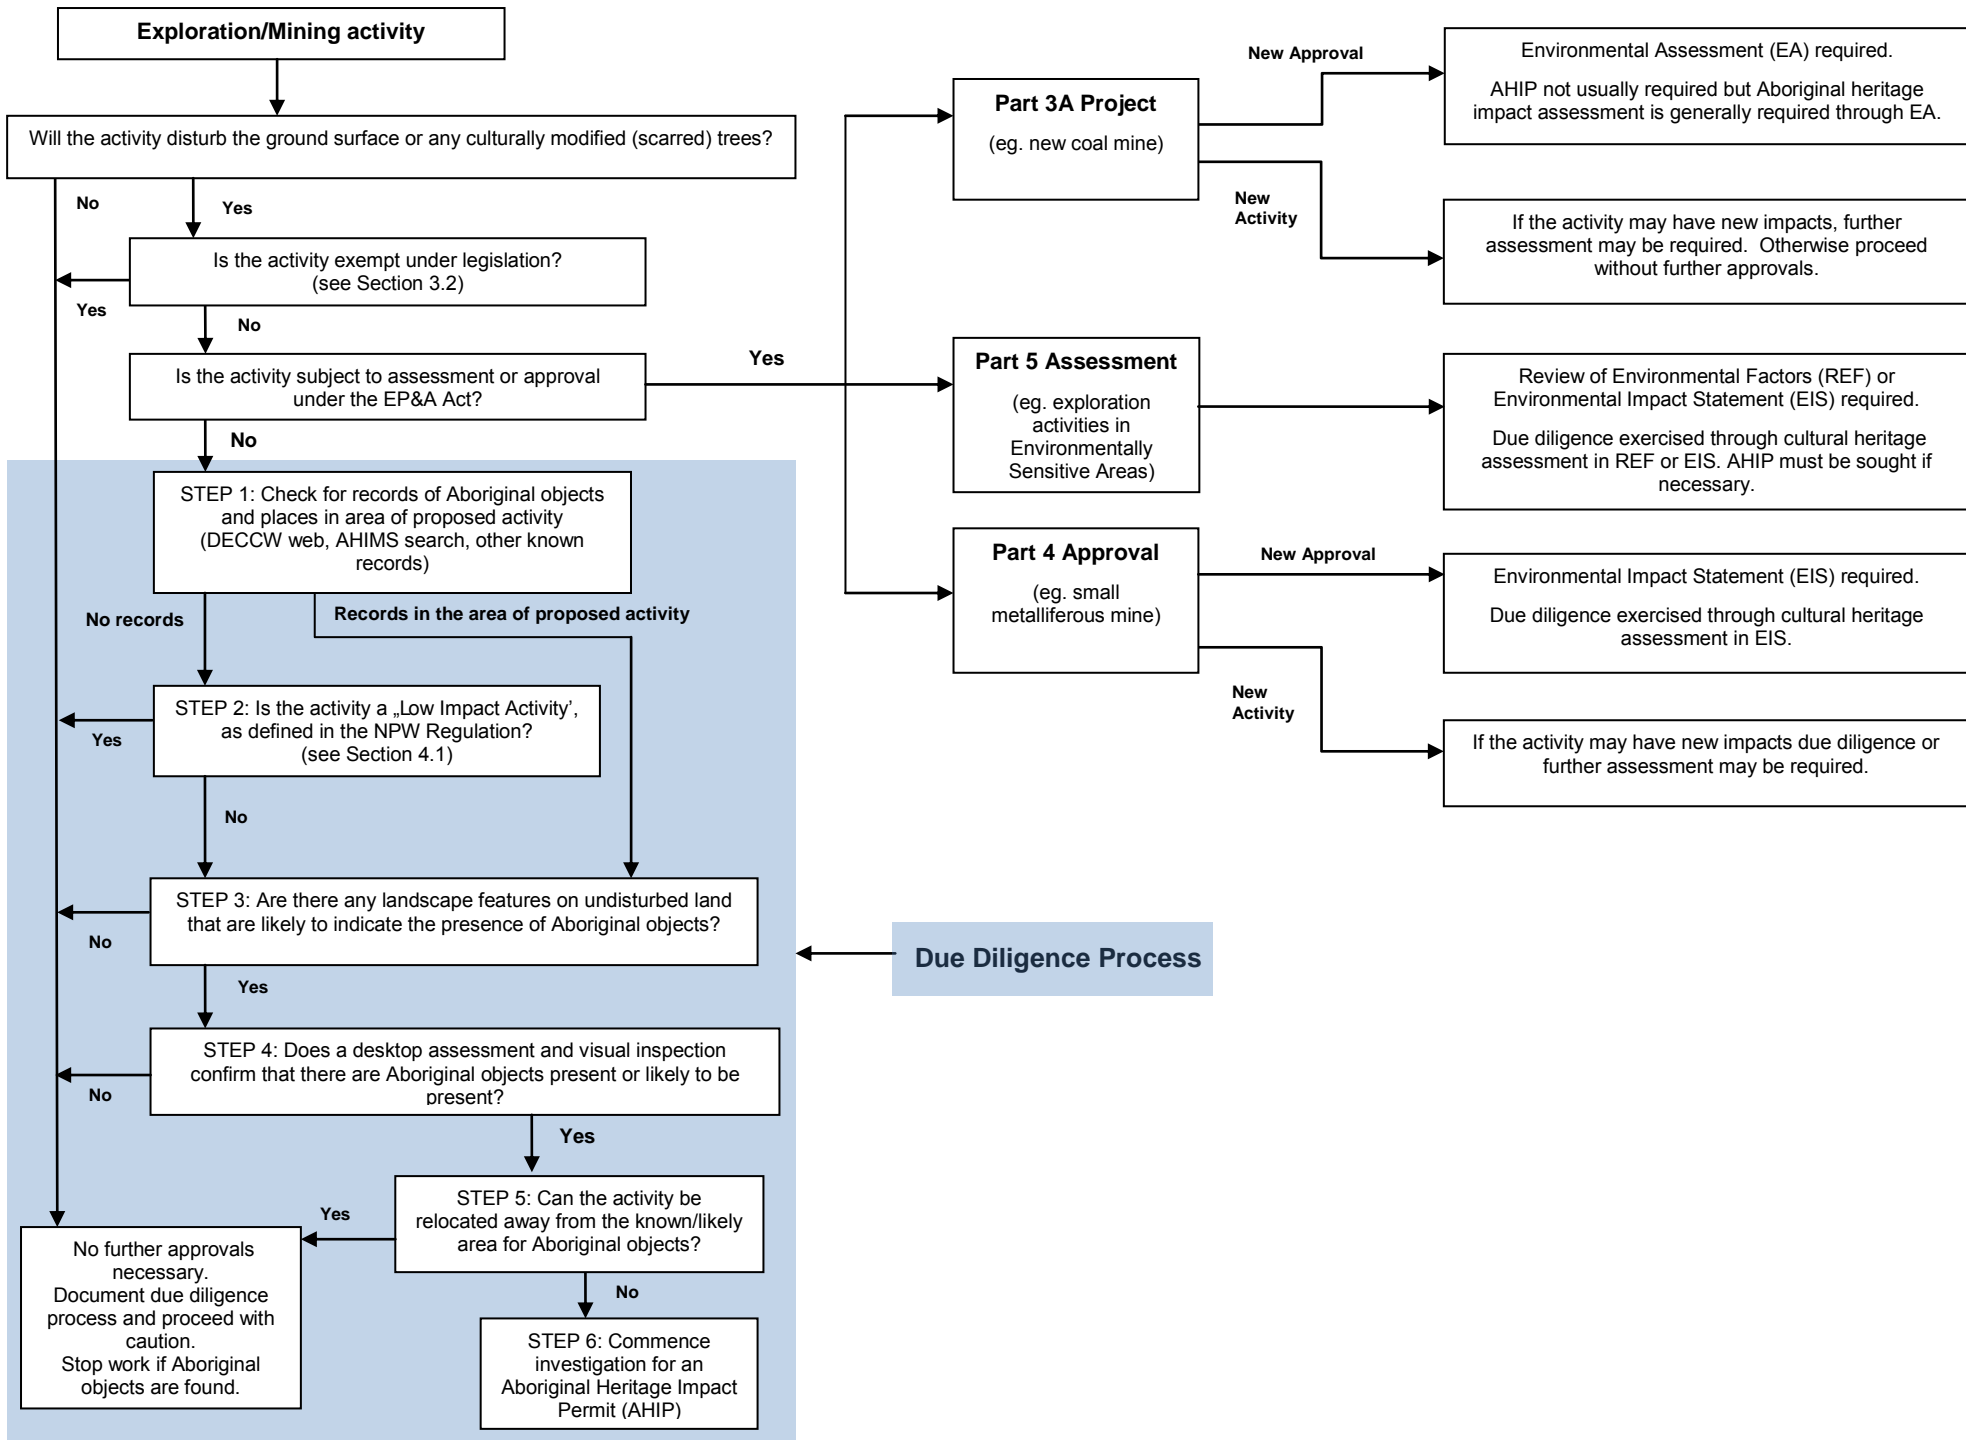 Exploration/Mining activity
Will the activity disturb the ground surface or any culturally modified (scarred) trees?
No
Yes
Is the activity exempt under legislation?
(see Section 3.2)
Yes
No
Is the activity subject to assessment or approval
under the EP&A Act?
Yes
No
STEP 1: Check for records of Aboriginal objects
and places in area of proposed activity
(DECCW web, AHIMS search, other known
records)
No records
Records in the area of proposed activity
STEP 2: Is the activity a „Low Impact Activity’,
as defined in the NPW Regulation?
(see Section 4.1)
Yes
No
STEP 3: Are there any landscape features on undisturbed land
that are likely to indicate the presence of Aboriginal objects?
No
Yes
STEP 4: Does a desktop assessment and visual inspection
confirm that there are Aboriginal objects present or likely to be
present?
No
Yes
STEP 5: Can the activity be
relocated away from the known/likely
area for Aboriginal objects?
Yes
No
No further approvals
necessary.
Document due diligence
process and proceed with
caution.
Stop work if Aboriginal
objects are found.
STEP 6: Commence
investigation for an
Aboriginal Heritage Impact
Permit (AHIP)
Due Diligence Process
Part 3A Project
(eg. new coal mine)
New Approval
Environmental Assessment (EA) required.
AHIP not usually required but Aboriginal heritage
impact assessment is generally required through EA.
New
Activity
If the activity may have new impacts, further
assessment may be required.  Otherwise proceed
without further approvals.
Part 5 Assessment
(eg. exploration
activities in
Environmentally
Sensitive Areas)
Review of Environmental Factors (REF) or
Environmental Impact Statement (EIS) required.
Due diligence exercised through cultural heritage
assessment in REF or EIS. AHIP must be sought if
necessary.
Part 4 Approval
(eg. small
metalliferous mine)
New Approval
Environmental Impact Statement (EIS) required.
Due diligence exercised through cultural heritage
assessment in EIS.
New
Activity
If the activity may have new impacts due diligence or
further assessment may be required.